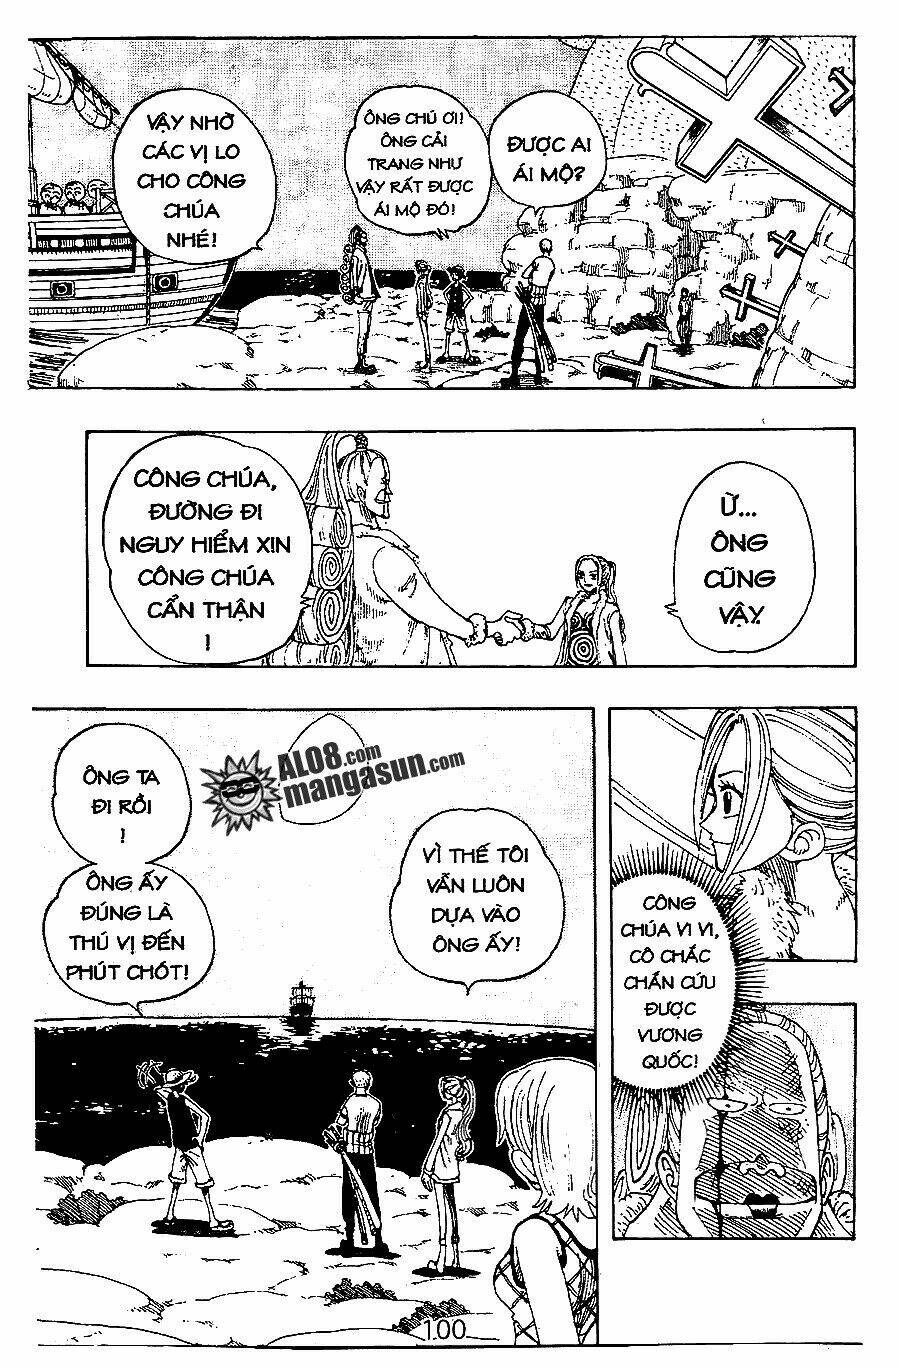 VẬY NHỜ
CÁC VỊ LO
CHO CÔNG
CHÚA
NHÉ!
ÔNG CHÚ ƠI!
ÔNG CẢI
TRANG NHƯ
VẬY RẤT ĐƯỢC
ÁI MỘ ĐÓ!
ĐƯỢC AI
ÁI MỘ?
CÔNG CHÚA,
ĐƯỜNG ĐI
NGUY HIỂM XIN
CÔNG CHÚA
CẨN THẬN
!
Ừ...
ÔNG
CŨNG
VẬY.
ÔNG TA
ĐI RỒI
!
ÔNG ẤY
ĐÚNG LÀ
THÚ VỊ ĐẾN
PHÚT CHÓT!
AL08.com
mangasun.com
VÌ THẾ TÔI
VẪN LUÔN
DỰA VÀO
ÔNG ẤY!
CÔNG
CHÚA VI VI,
CÔ CHẮC
CHẮN CỨU
ĐƯỢC
VƯƠNG
QUỐC!
100